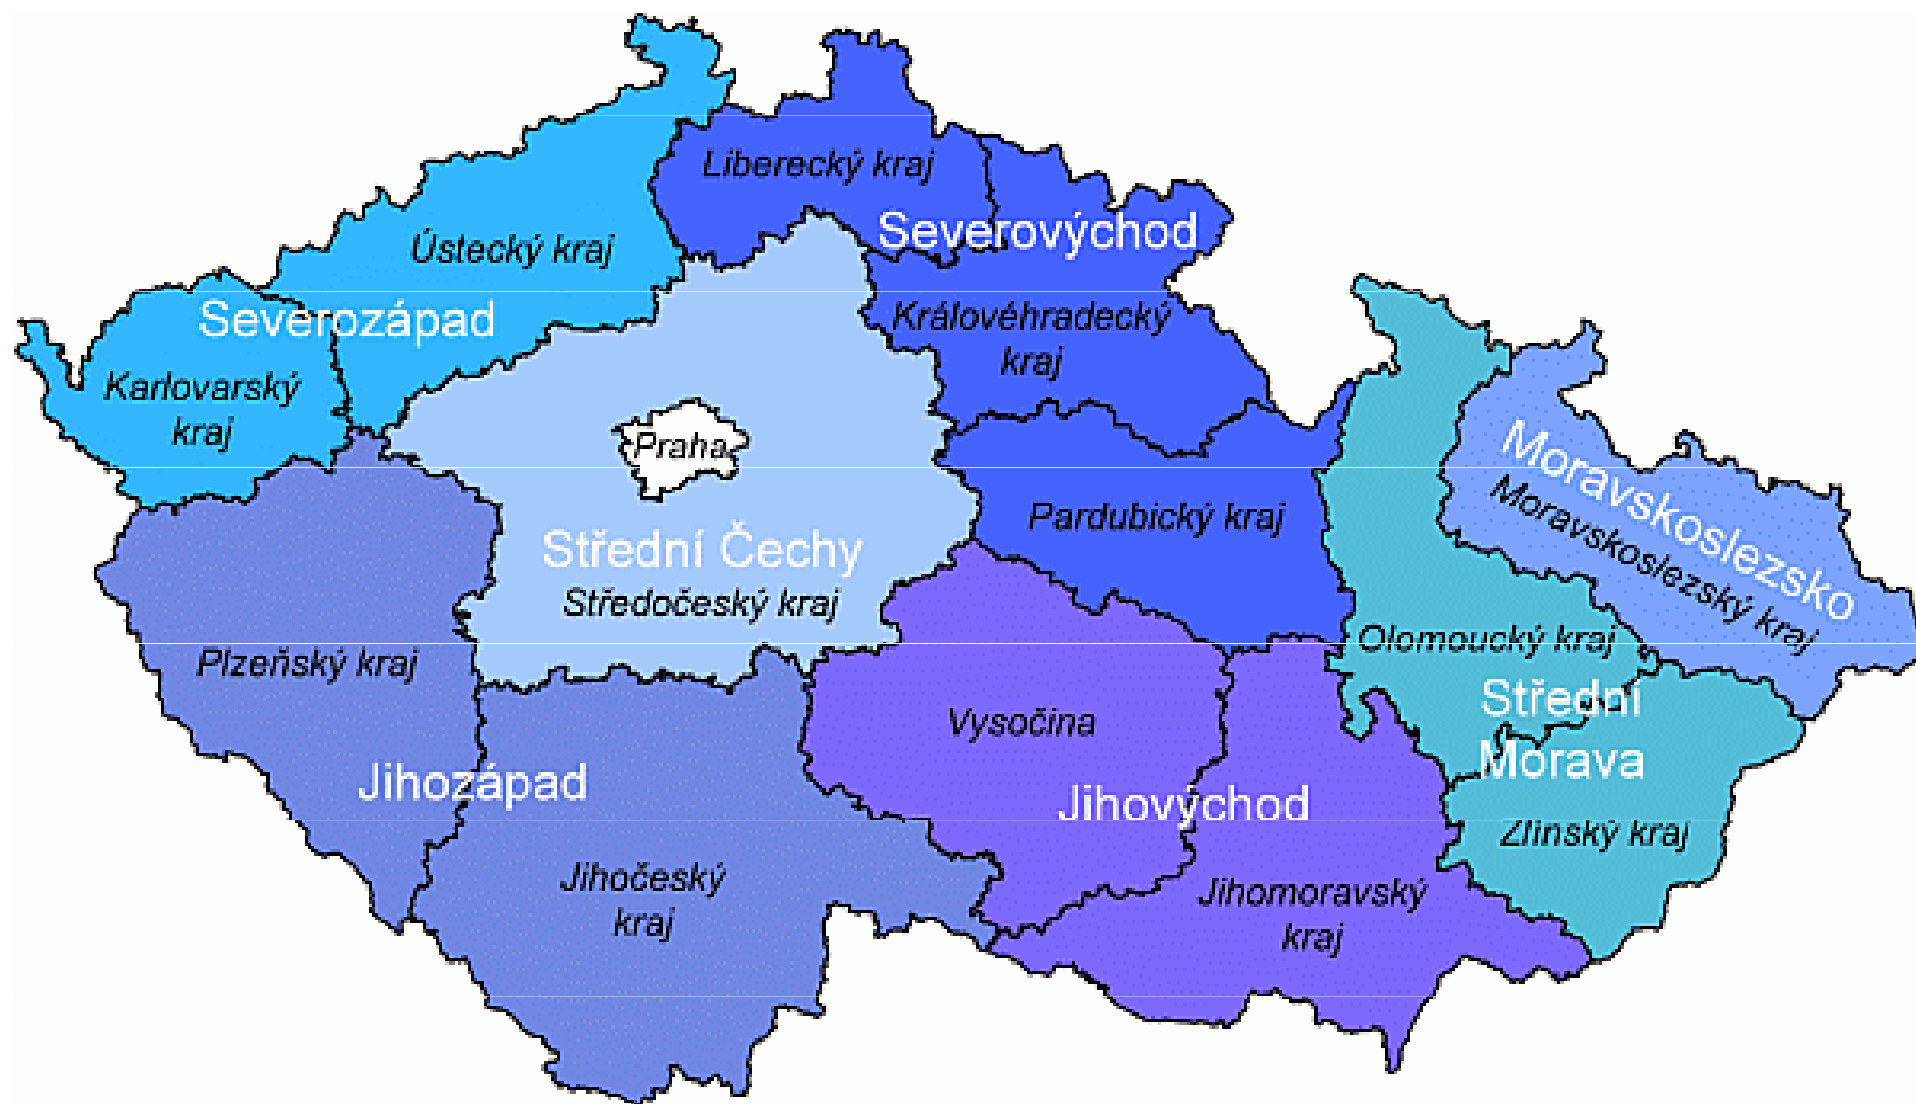 Liberecký kraj
Severovýchod
Ústecký kraj
Severozápad
Královéhradecký
kraj
Karlovarský
kraj
Praha
Moravskoslezsko
Moravskoslezský kraj
Pardubický kraj
Střední Čechy
Středočeský kraj
Olomoucký kraj
Plzeňský kraj
Střední
Morava
Vysočina
Jihozápad
Jihovýchod
Zlínský kraj
Jihočeský
kraj
Jihomoravský
kraj